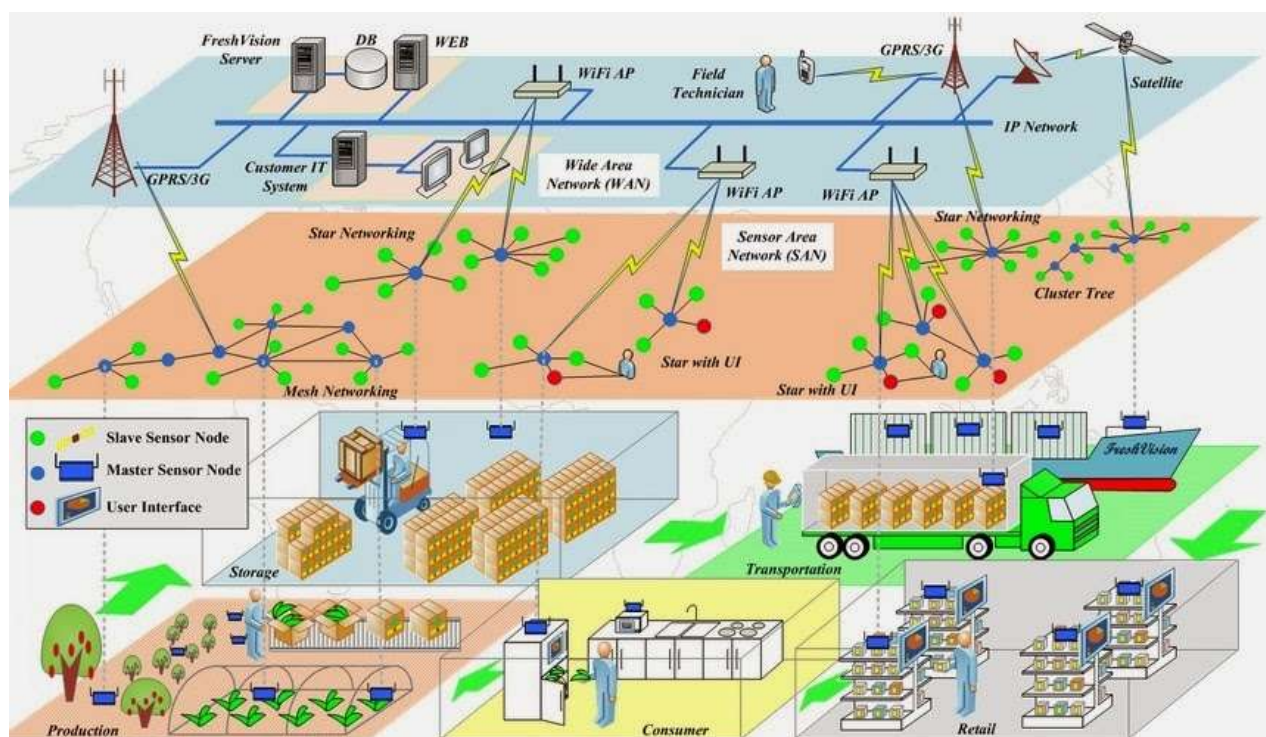 FreshVision
Server
DB
WEB
WiFi AP
Field
Technician
GPRS/3G
Satellite
IP Network
GPRS/3G
Customer IT
System
Wide Area
Network (WAN)
WiFi AP
WiFi AP
Star Networking
Sensor Area
Network (SAN)
Star Networking
Cluster Tree
Mesh Networking
Star with UI
Star with UI
Slave Sensor Node
Master Sensor Node
User Interface
FreshVision
Storage
Transportation
Production
Consumer
Retail